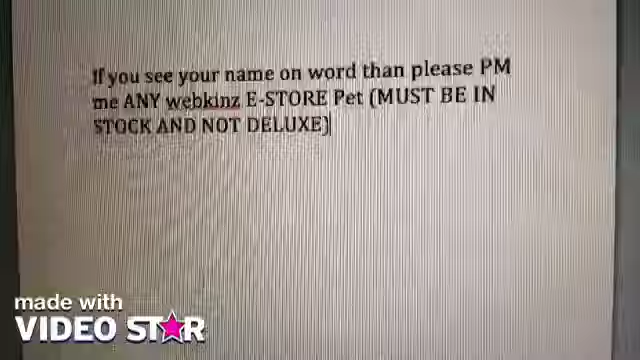 If you see your name on word than please PM
me ANY webkinz E-STORE Pet (MUST BE IN
STOCK AND NOT DELUXE)
made with
VIDEO STAR